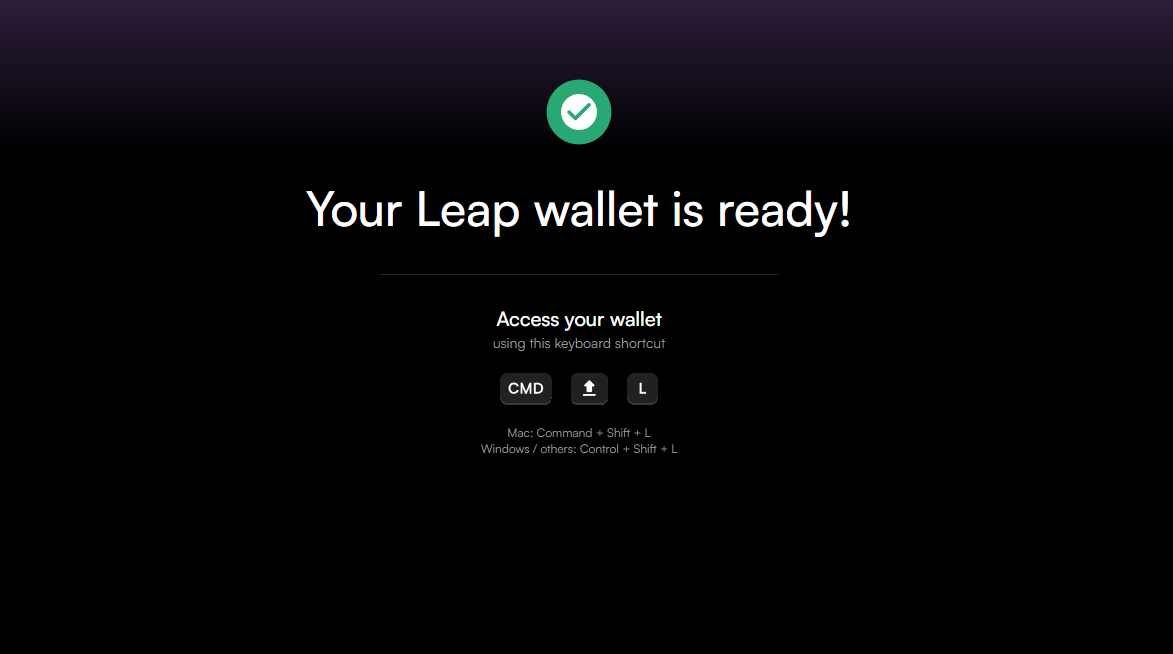 Your Leap wallet is ready!
Access your wallet
using this keyboard shortcut
CMD L
Mac: Command + Shift + L
Windows / others: Control + Shift + L